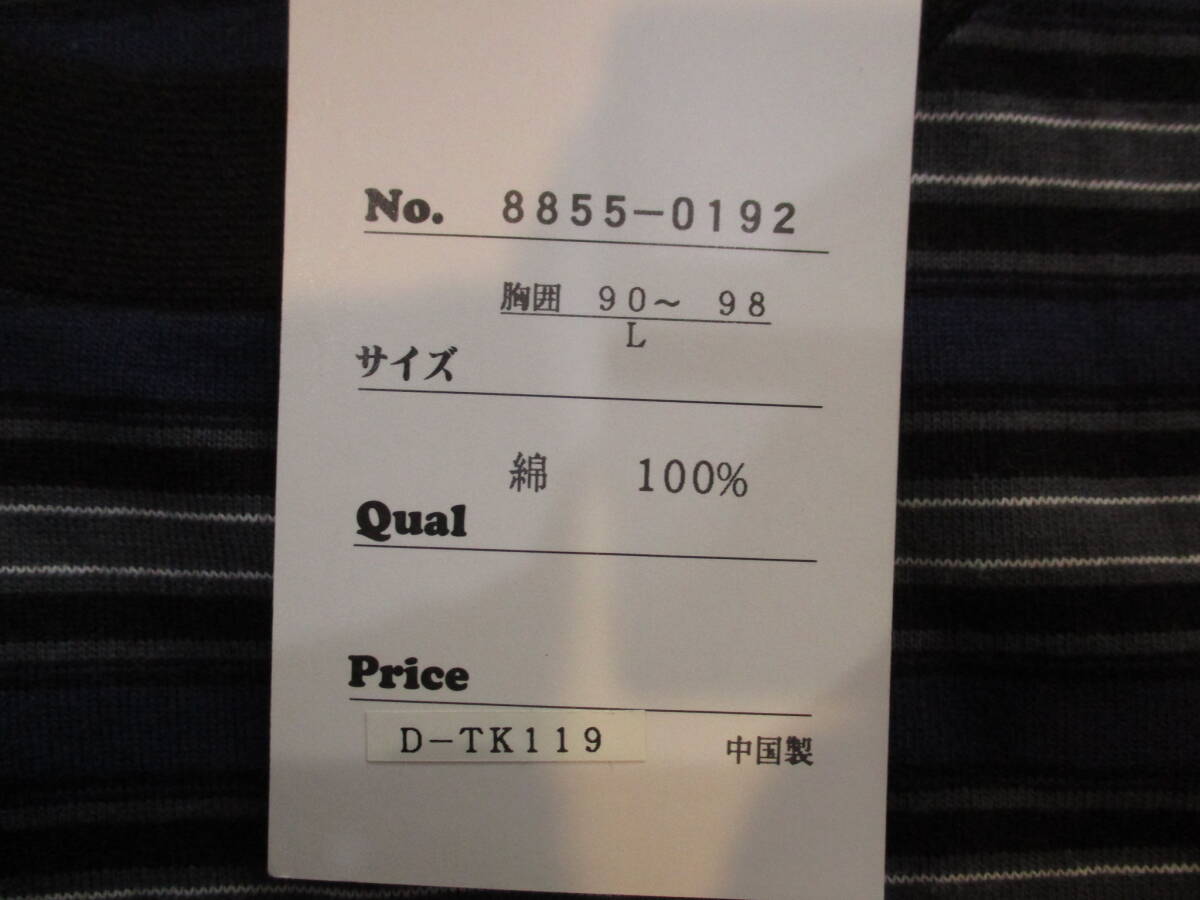 No. 8855-0192
胸囲 90~ 98
L
サイズ
綿 100%
Qual
Price
D-TK119 中国製